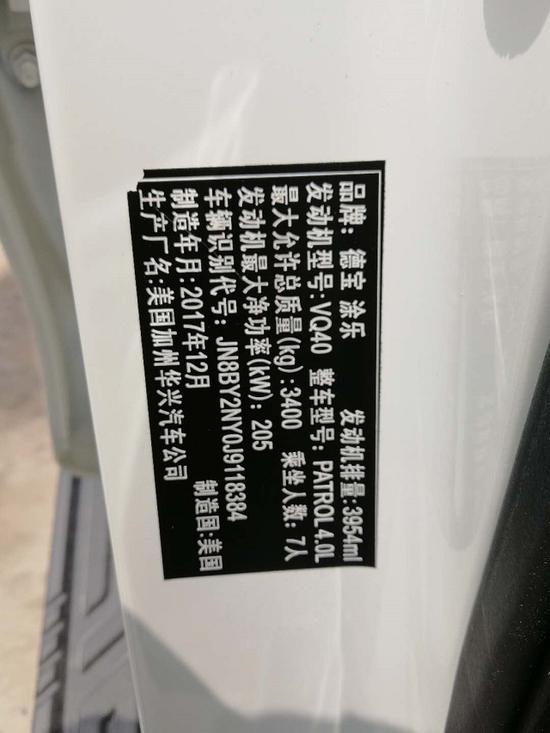 品牌：德宝 涂乐 发动机排量:3954ml
发动机型号:VQ40 整车型号: PATROL 4.0L
最大允许总质量(kg):3400 乘坐人数: 7人
发动机最大净功率(kW): 205
车辆识别代号: JN8BY2NY0J9118384
制造年月:2017年12月 制造国:美国
生产厂名:美国加州华兴汽车公司